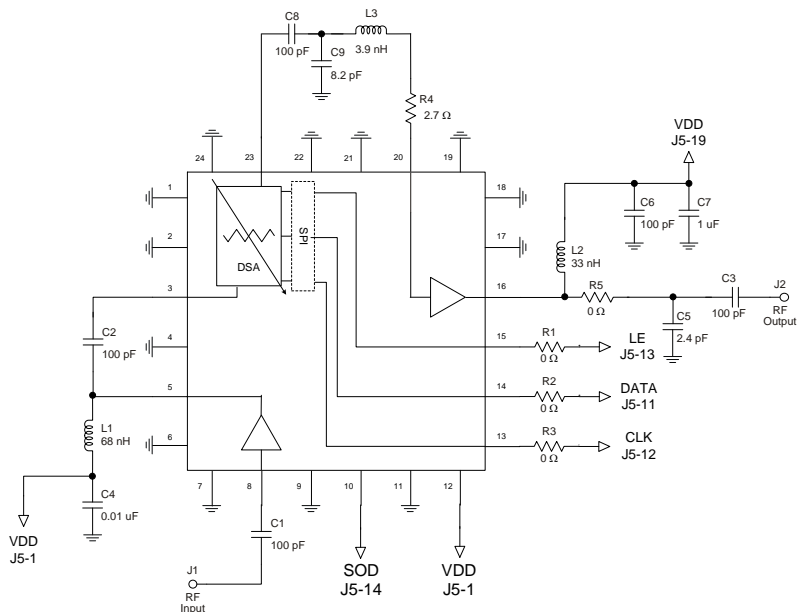 C8
100 pF
L3
3.9 nH
C9
8.2 pF
R4
2.7 Ω
24
23
22
21
20
19
VDD
J5-19
1
18
C6
100 pF
C7
1 uF
2
17
SPI
DSA
L2
33 nH
3
16
R5
0 Ω
C3
100 pF
J2
RF
Output
C5
2.4 pF
C2
100 pF
4
15
R1
0 Ω
LE
J5-13
5
14
R2
0 Ω
DATA
J5-11
L1
68 nH
6
13
R3
0 Ω
CLK
J5-12
7
8
9
10
11
12
C4
0.01 uF
VDD
J5-1
C1
100 pF
SOD
J5-14
VDD
J5-1
J1
RF
Input